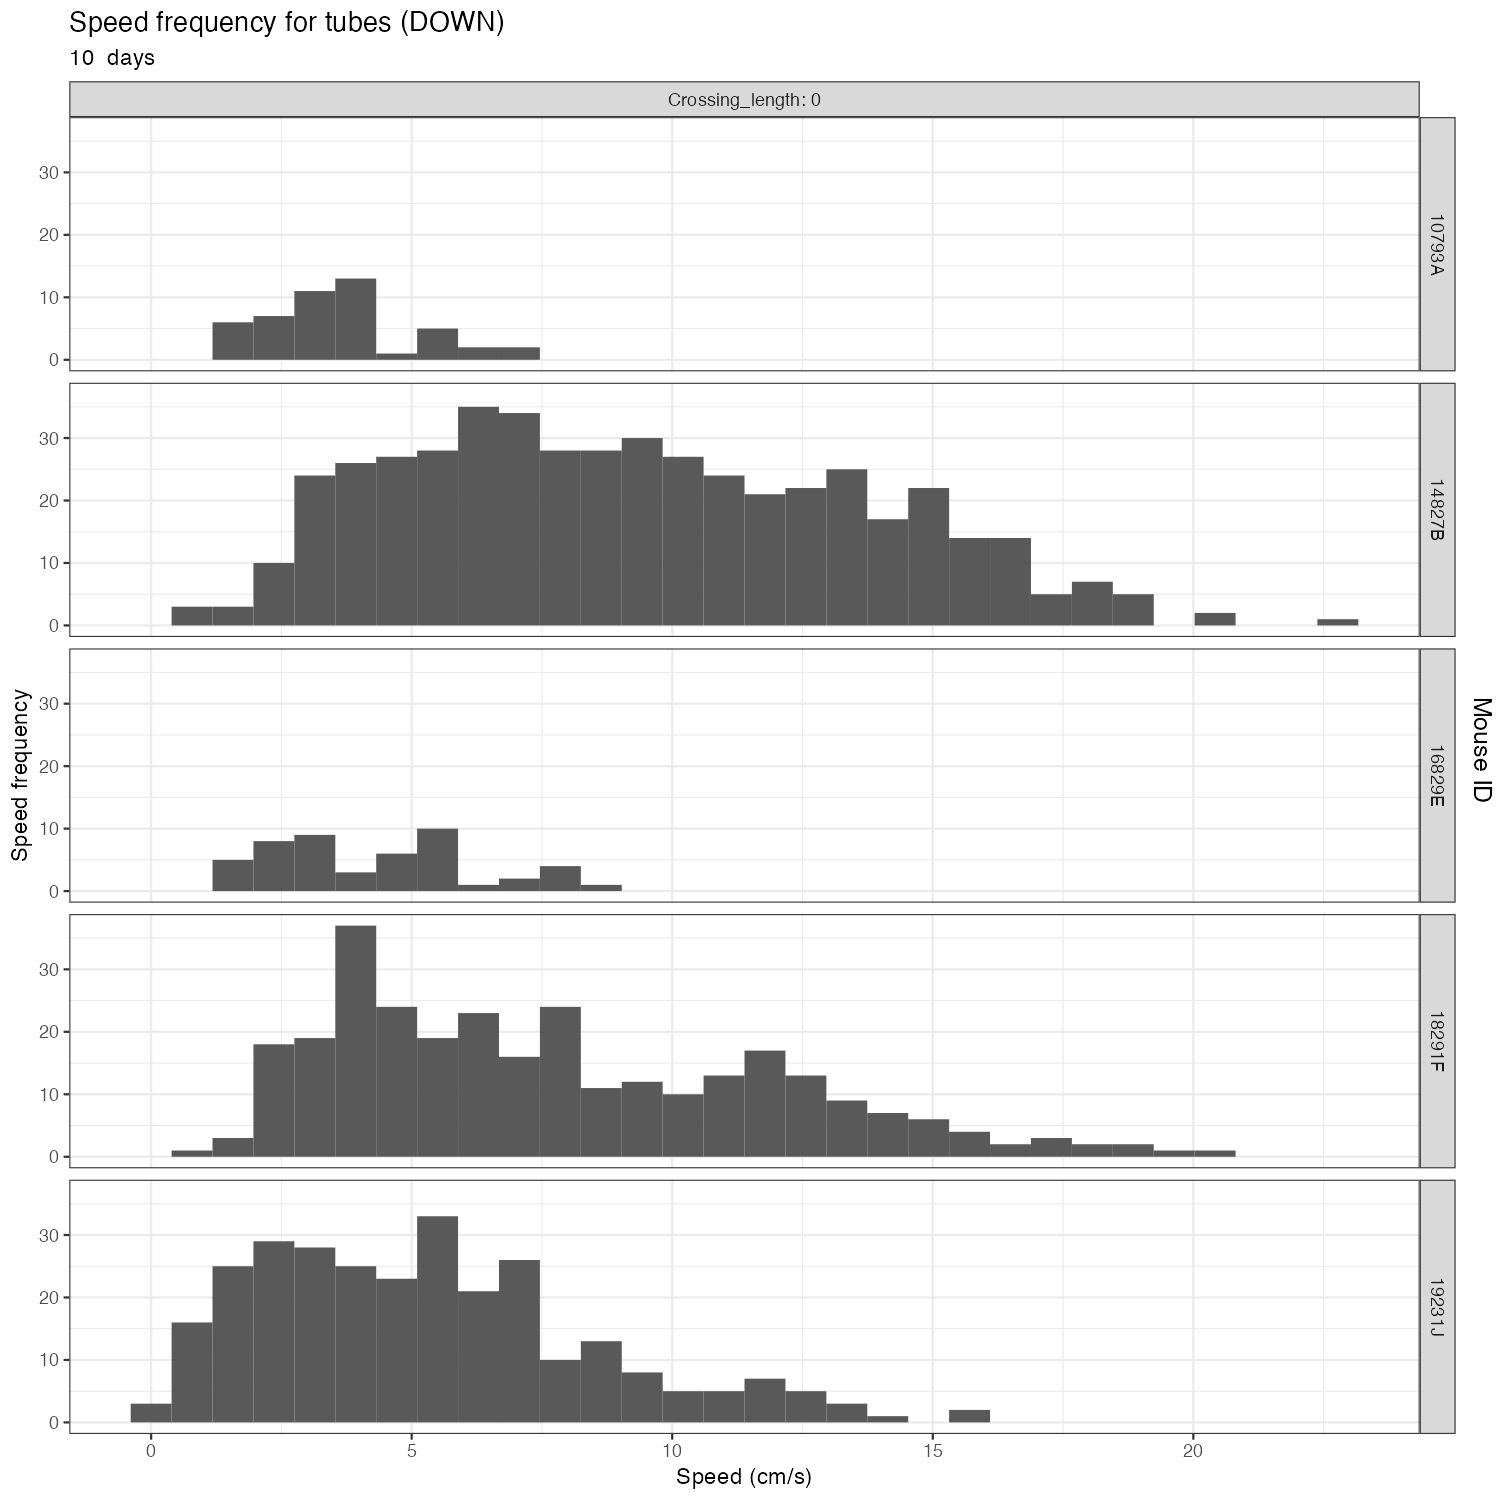 Speed frequency for tubes (DOWN)
10  days
Crossing_length: 0
30
20
10
0
10793A
30
20
10
0
14827B
30
20
10
0
16829E
30
20
10
0
18291F
30
20
10
0
19231J
Speed frequency
Mouse ID
0 5 10 15 20
Speed (cm/s)